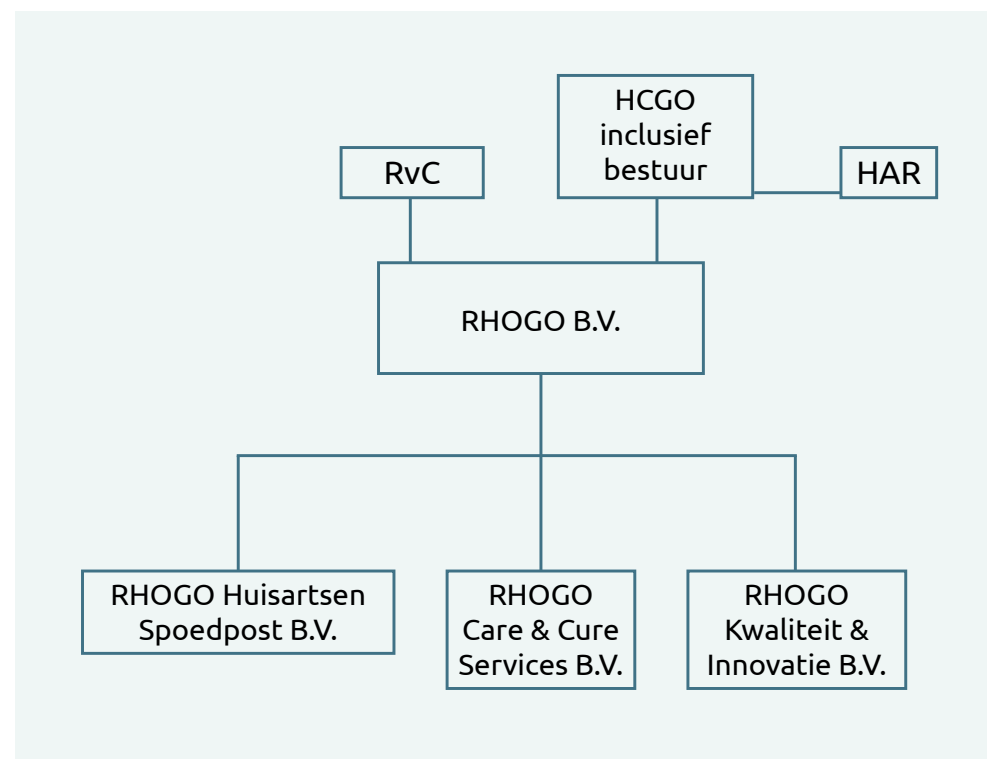 HCGO
inclusief
bestuur
RvC
HAR
RHOGO B.V.
RHOGO Huisartsen
Spoedpost B.V.
RHOGO
Care & Cure
Services B.V.
RHOGO
Kwaliteit &
Innovatie B.V.